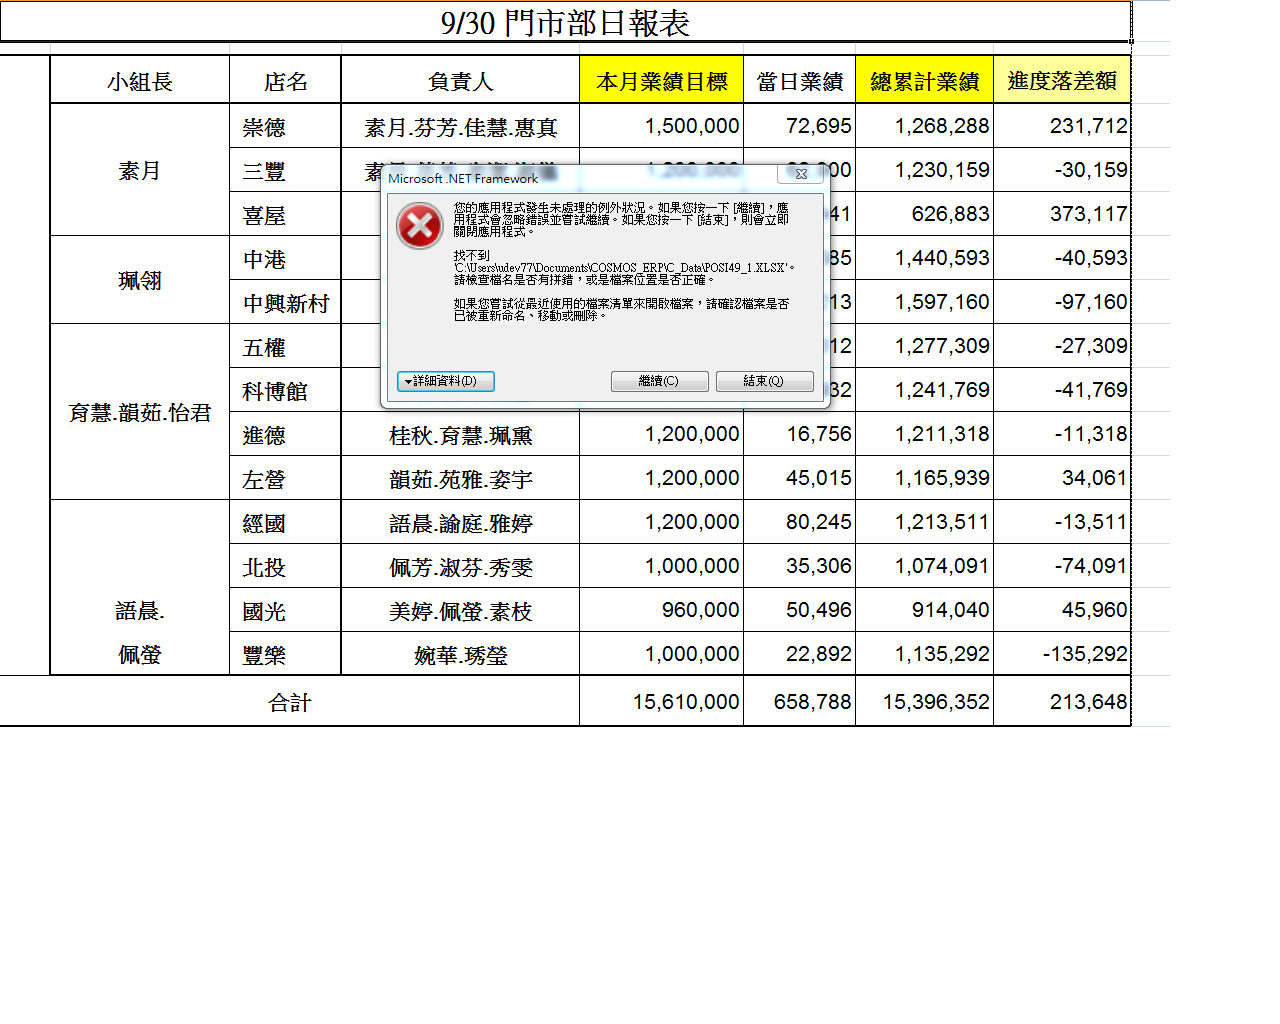 9/30 門市部日報表
小組長 店名 負責人 本月業績目標 當日業績 總累計業績 進度落差額
崇德 素月.芬芳.佳慧.惠真 1,500,000 72,695 1,268,288 231,712
素月 三豐 素 00 1,230,159 -30,159
喜屋 41 626,883 373,117
珮翎 中港 85 1,440,593 -40,593
中興新村 13 1,597,160 -97,160
五權 12 1,277,309 -27,309
科博館 32 1,241,769 -41,769
育慧.韻茹.怡君
進德 桂秋.育慧.珮熏 1,200,000 16,756 1,211,318 -11,318
左營 韻茹.苑雅.姿宇 1,200,000 45,015 1,165,939 34,061
經國 語晨.諭庭.雅婷 1,200,000 80,245 1,213,511 -13,511
北投 佩芳.淑芬.秀雯 1,000,000 35,306 1,074,091 -74,091
語晨. 國光 美婷.佩螢.素枝 960,000 50,496 914,040 45,960
佩螢 豐樂 婉華.琇瑩 1,000,000 22,892 1,135,292 -135,292
合計 15,610,000 658,788 15,396,352 213,648
Microsoft .NET Framework
您的應用程式發生未處理的例外狀況。如果您按一下 [繼續]，應
用程式會忽略錯誤並嘗試繼續。如果您按一下 [結束]，則會立即
關閉應用程式。
找不到
'C:\Users\udev77\Documents\COSMOS_ERP\C_Data\POSI49_1.XLSX'。
請檢查檔名是否有拼錯，或是檔案位置是否正確。
如果您嘗試從最近使用的檔案清單來開啟檔案，請確認檔案是否
已被重新命名、移動或刪除。
詳細資料(D) 繼續(C) 結束(Q)